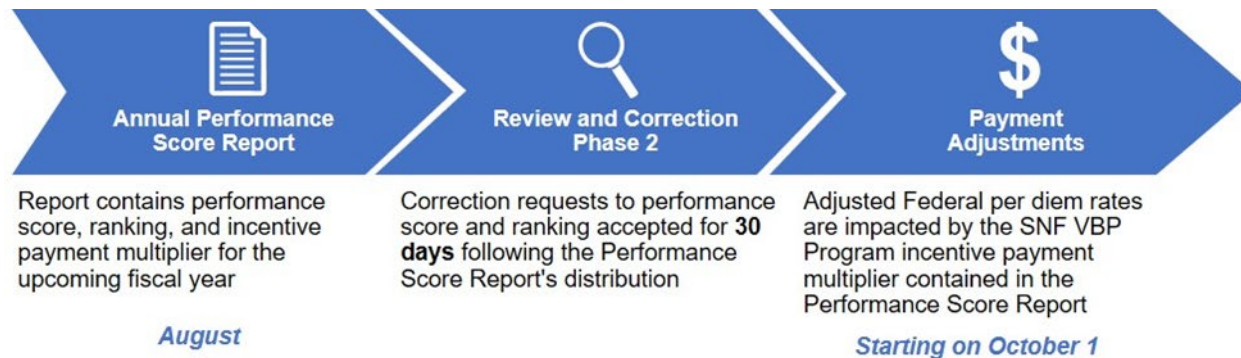 $
Annual Performance
Score Report
Review and Correction
Phase 2
Payment
Adjustments
Report contains performance
score, ranking, and incentive
payment multiplier for the
upcoming fiscal year
August
Correction requests to performance
score and ranking accepted for 30
days following the Performance
Score Report's distribution
Adjusted Federal per diem rates
are impacted by the SNF VBP
Program incentive payment
multiplier contained in the
Performance Score Report
Starting on October 1